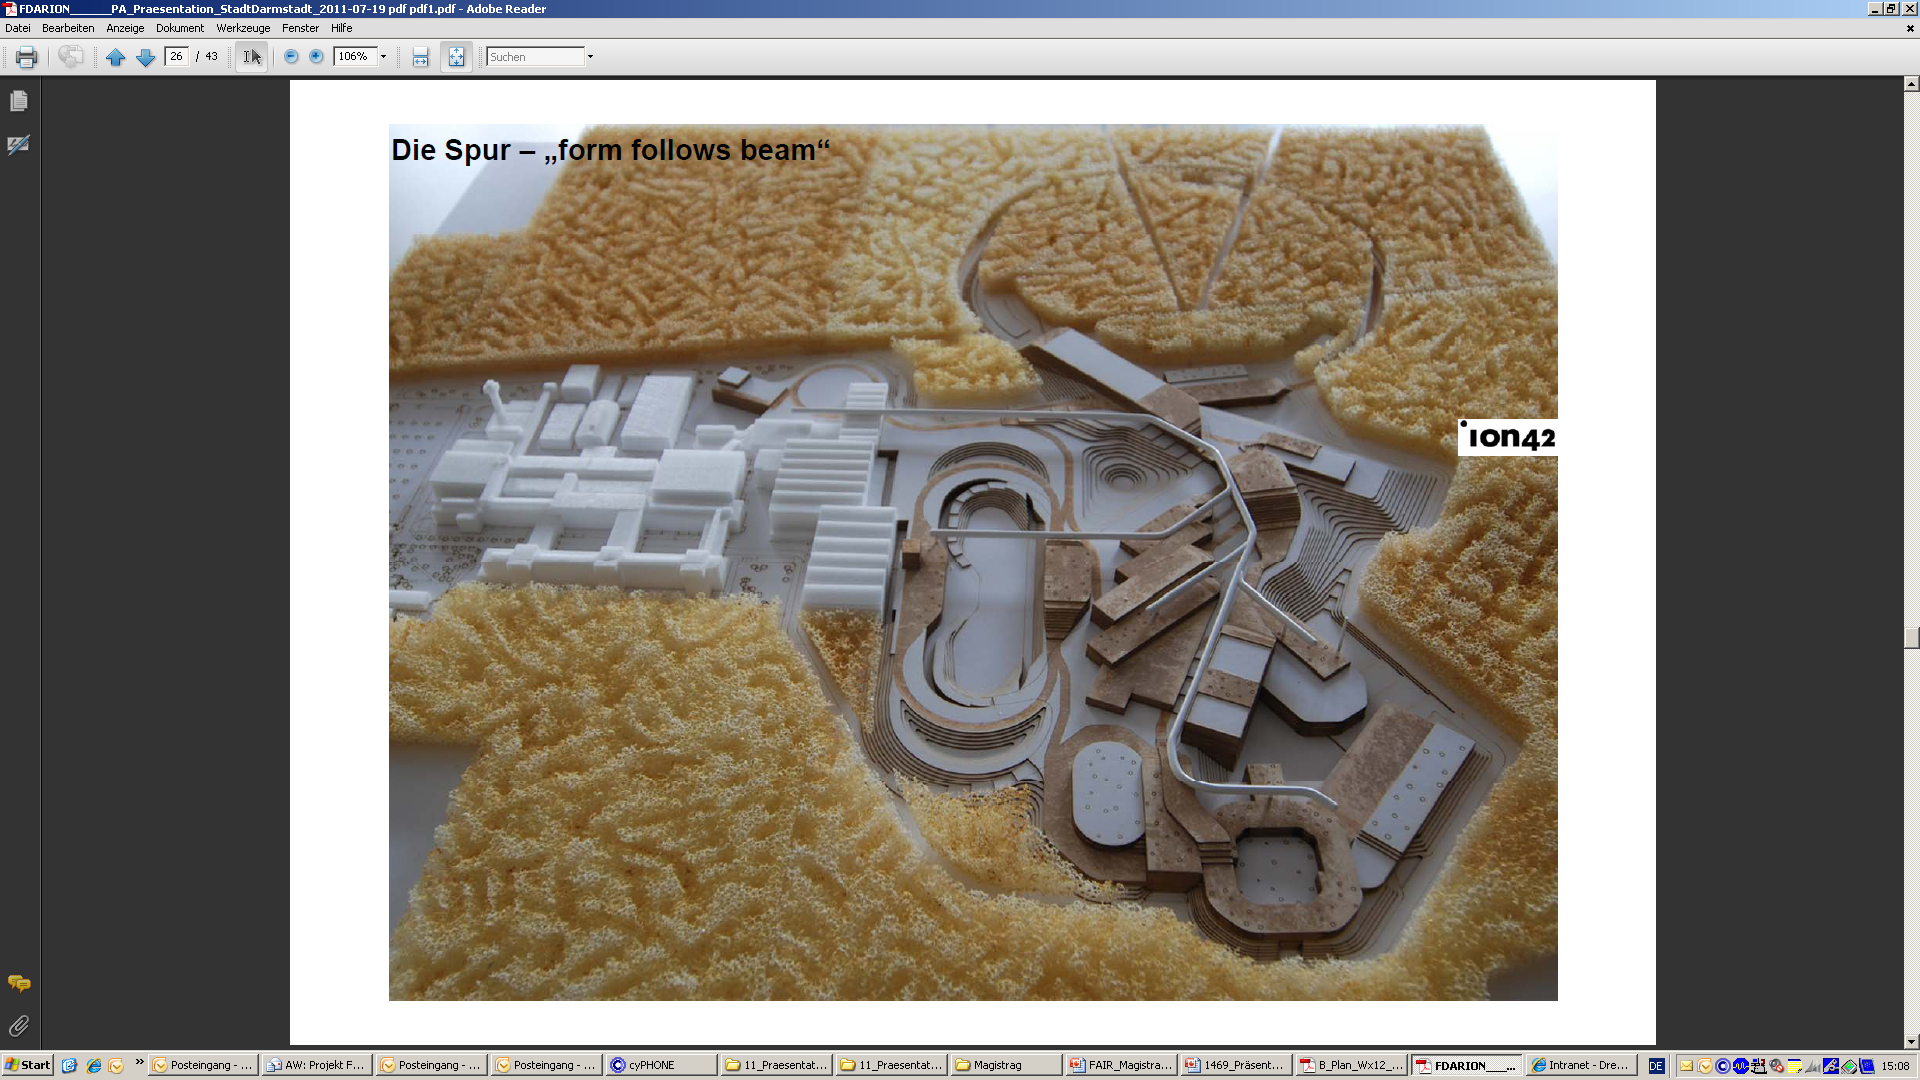 FDARION______PA_Praesentation_StadtDarmstadt_2011-07-19 pdf pdf1.pdf - Adobe Reader
Datei Bearbeiten Anzeige Dokument Werkzeuge Fenster Hilfe
26 / 43 106% Suchen
Die Spur – „form follows beam“
ion42
Start Posteingang - ... AW: Projekt F... Posteingang - ... Posteingang - ... cyPHONE 11_Praesentat... 11_Praesentat... Magistrag FAIR_Magistra... 1469_Präsent... B_Plan_Wx12_... FDARION____... Intranet - Dre... DE 15:08